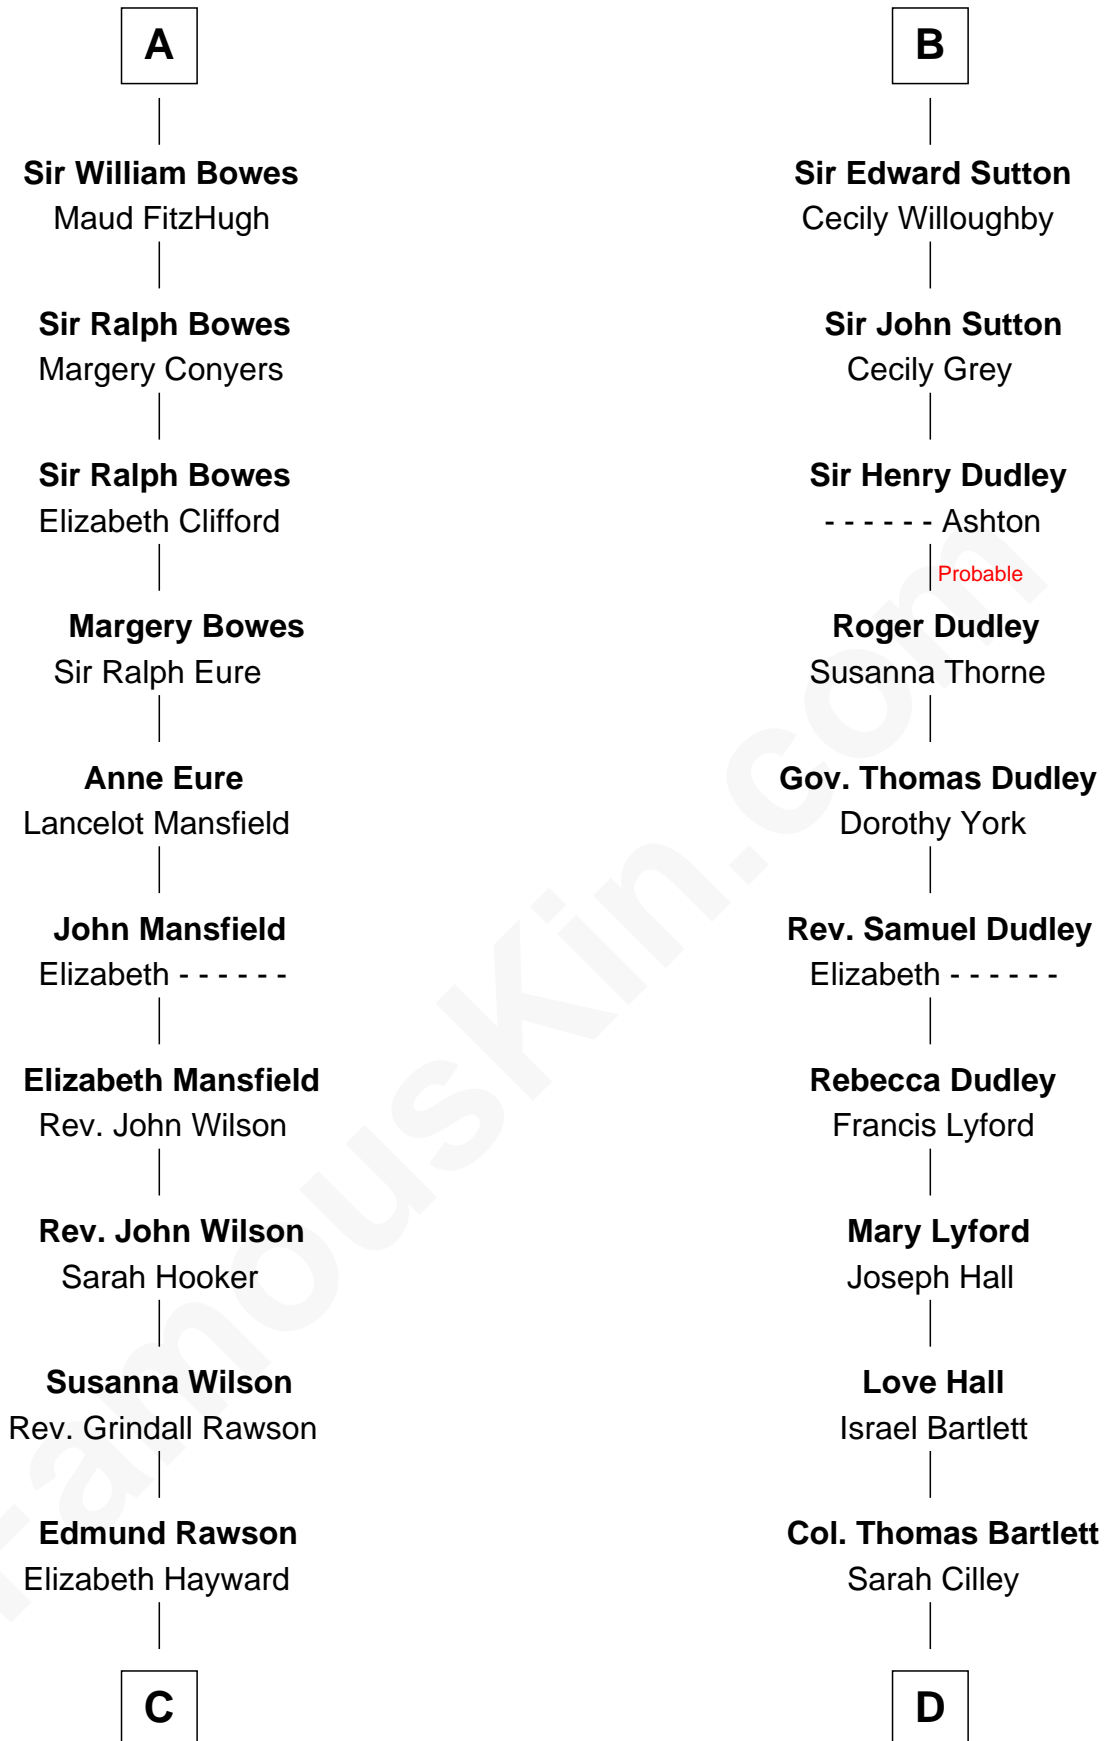 A
Sir William Bowes
Maud FitzHugh
Sir Ralph Bowes
Margery Conyers
Sir Ralph Bowes
Elizabeth Clifford
Margery Bowes
Sir Ralph Eure
Anne Eure
Lancelot Mansfield
John Mansfield
Elizabeth - - - - - -
Elizabeth Mansfield
Rev. John Wilson
Rev. John Wilson
Sarah Hooker
Susanna Wilson
Rev. Grindall Rawson
Edmund Rawson
Elizabeth Hayward
C
B
Sir Edward Sutton
Cecily Willoughby
Sir John Sutton
Cecily Grey
Sir Henry Dudley
- - - - - - Ashton
Probable
Roger Dudley
Susanna Thorne
Gov. Thomas Dudley
Dorothy York
Rev. Samuel Dudley
Elizabeth - - - - - -
Rebecca Dudley
Francis Lyford
Mary Lyford
Joseph Hall
Love Hall
Israel Bartlett
Col. Thomas Bartlett
Sarah Cilley
D
FamousKin.com